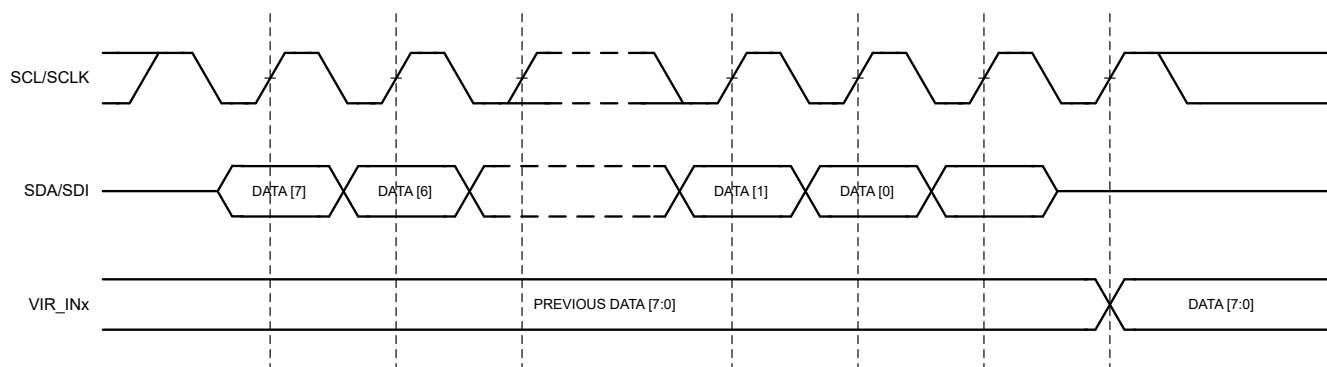 SCL/SCLK
SDA/SDI
DATA [7]
DATA [6]
DATA [1]
DATA [0]
VIR_INx
PREVIOUS DATA [7:0]
DATA [7:0]